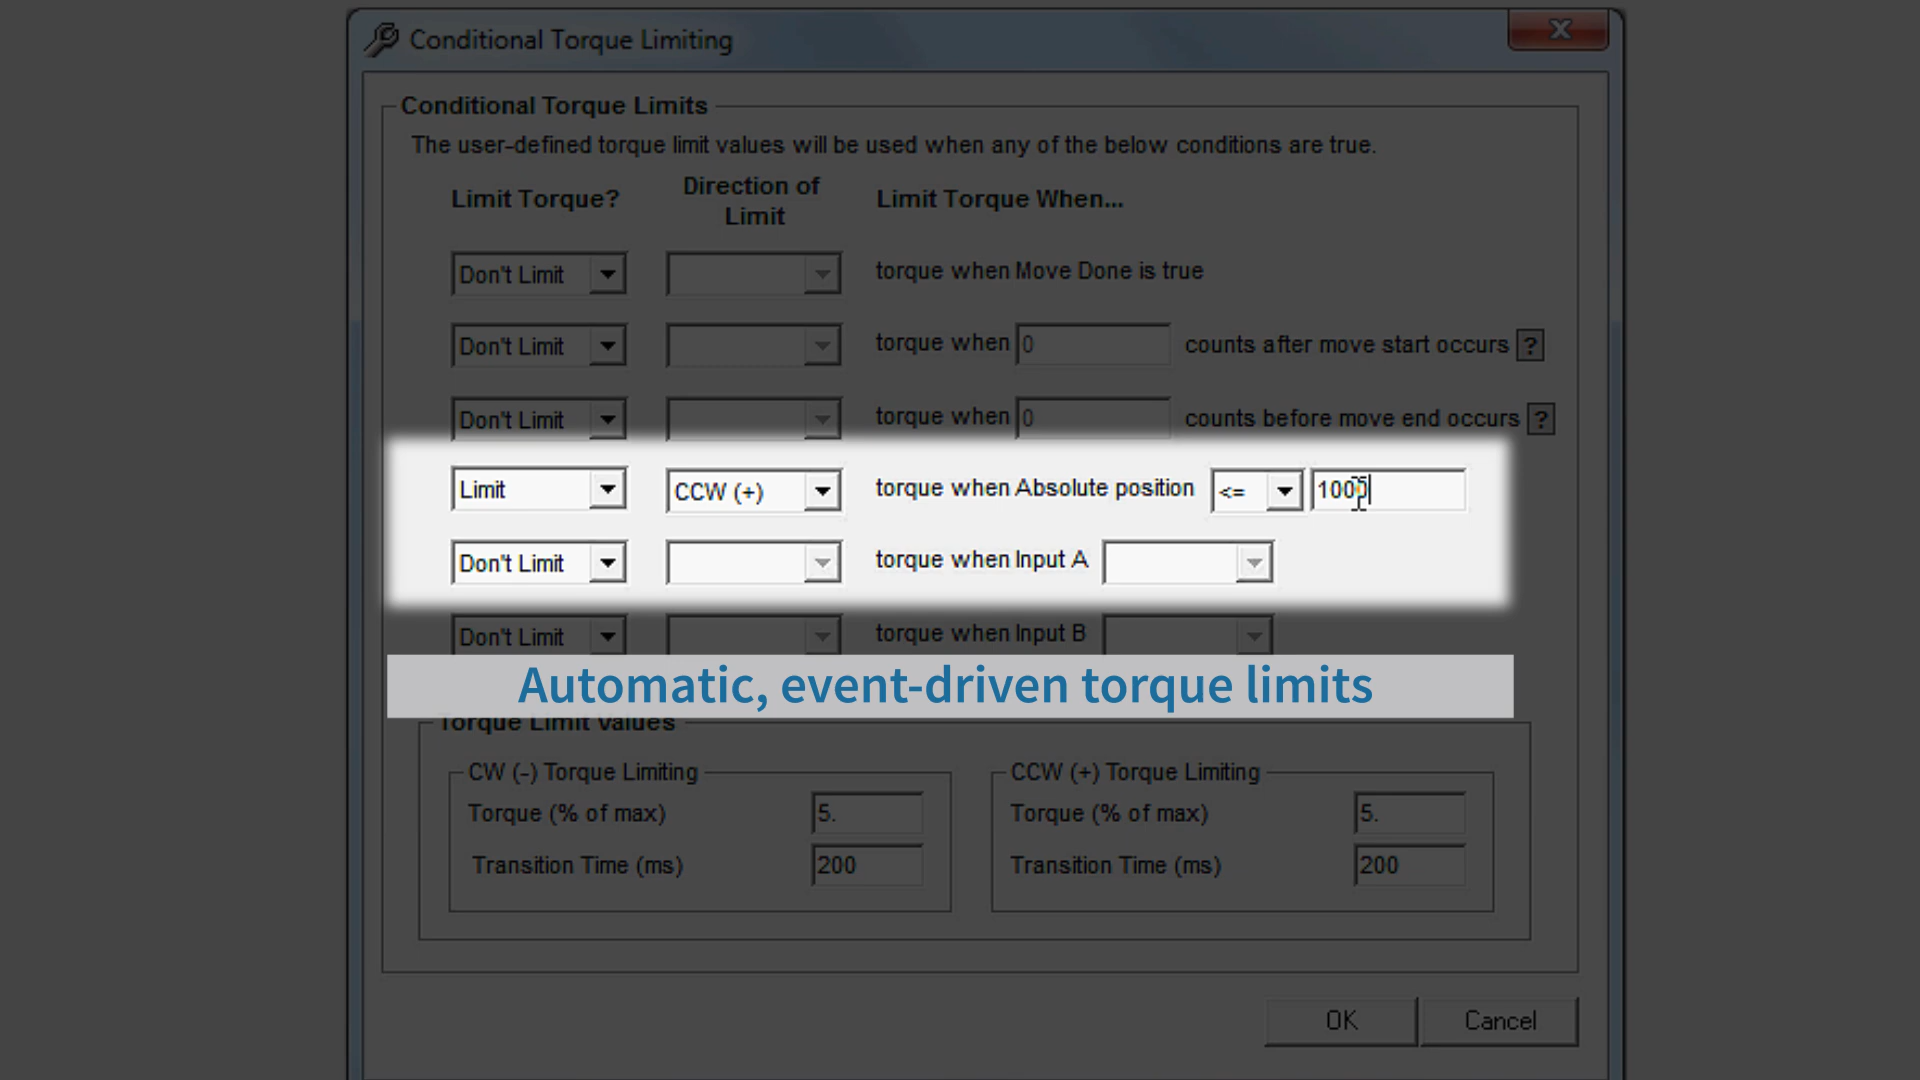 Conditional Torque Limiting
Conditional Torque Limits
The user-defined torque limit values will be used when any of the below conditions are true.
Limit Torque? Direction of Limit Limit Torque When...
Don't Limit torque when Move Done is true
Don't Limit torque when 0 counts after move start occurs ?
Don't Limit torque when 0 counts before move end occurs ?
Limit CCW (+) torque when Absolute position <= 1000
Don't Limit torque when Input A
Don't Limit torque when Input B
Automatic, event-driven torque limits
Torque Limit Values
CW (-) Torque Limiting
Torque (% of max) 5.
Transition Time (ms) 200
CCW (+) Torque Limiting
Torque (% of max) 5.
Transition Time (ms) 200
OK Cancel